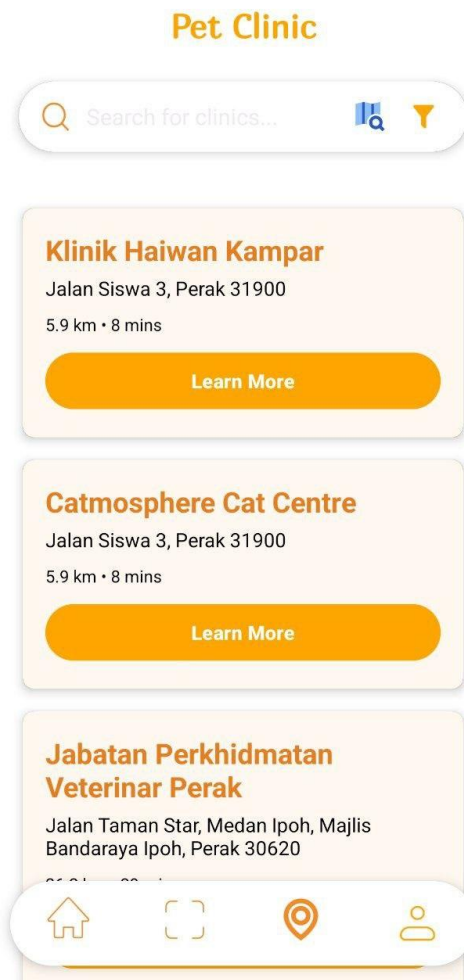 Pet Clinic
Search for clinics...
Klinik Haiwan Kampar
Jalan Siswa 3, Perak 31900
5.9 km • 8 mins
Learn More
Catmosphere Cat Centre
Jalan Siswa 3, Perak 31900
5.9 km • 8 mins
Learn More
Jabatan Perkhidmatan
Veterinar Perak
Jalan Taman Star, Medan Ipoh, Majlis
Bandaraya Ipoh, Perak 30620